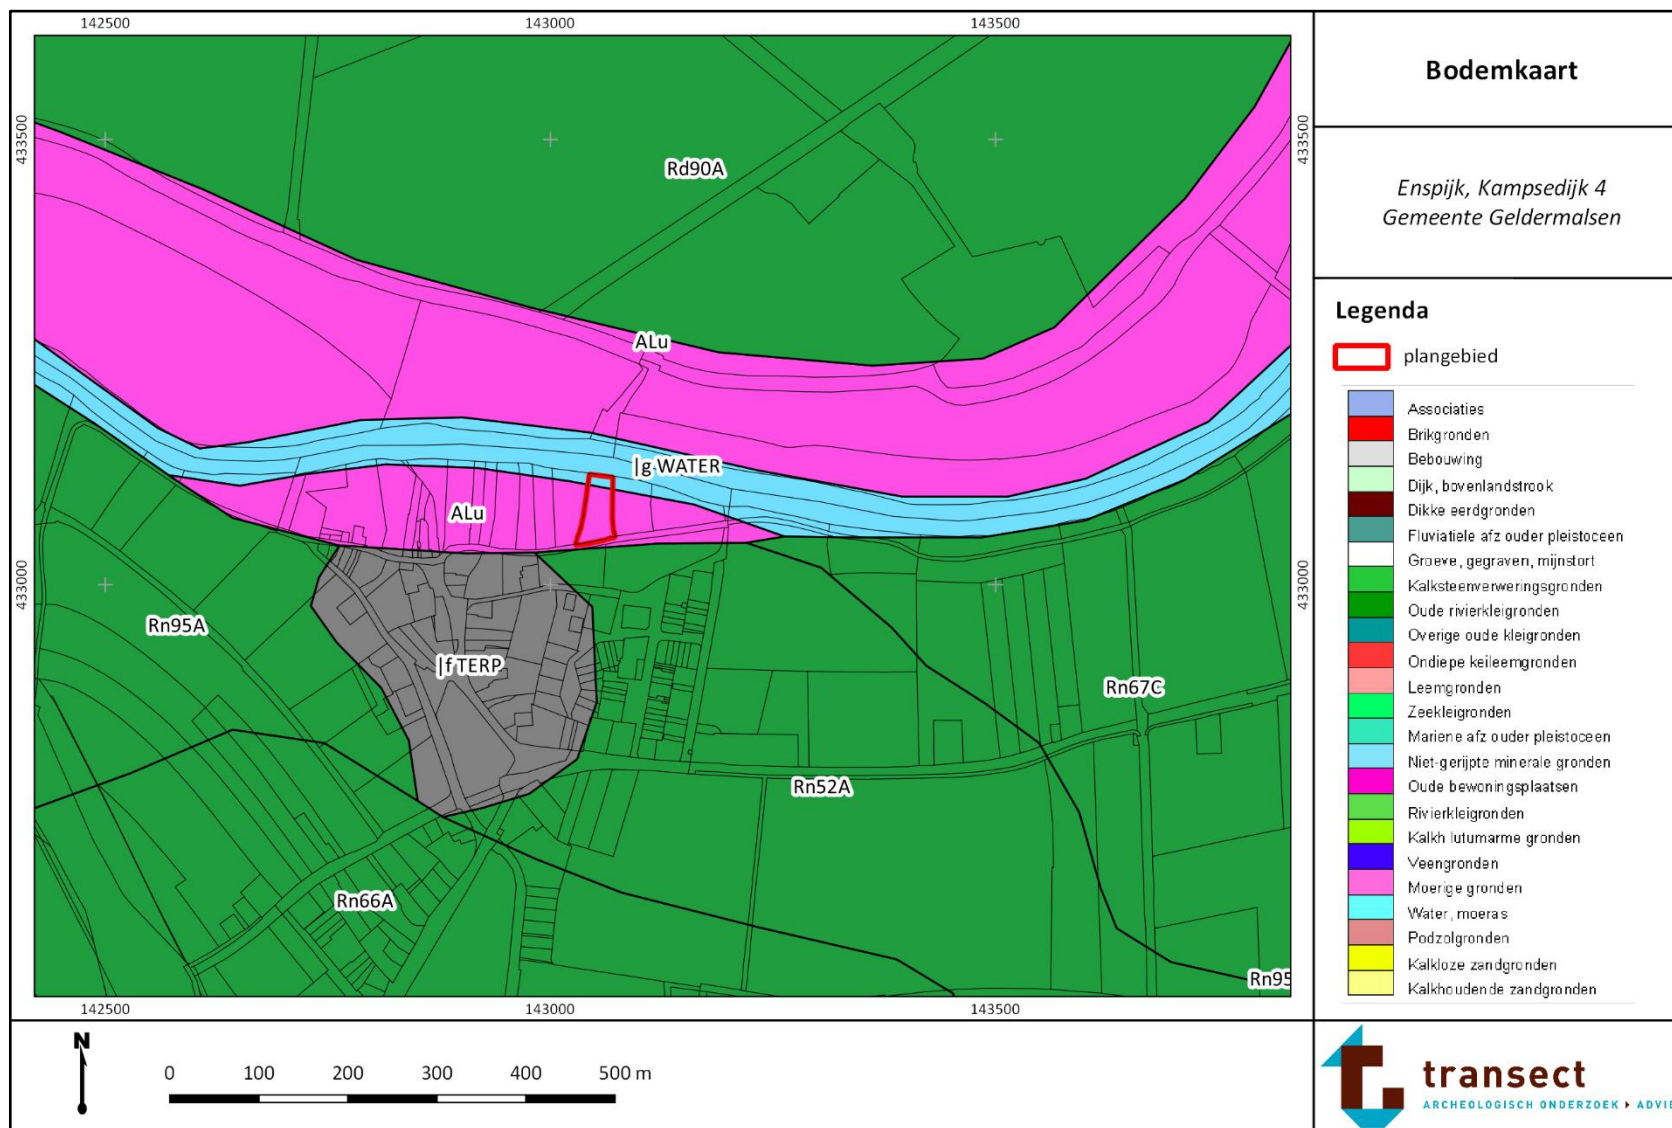 142500
143000
143500
433500
433500
433000
433000
Rd90A
ALu
|g WATER
ALu
Rn95A
|f TERP
Rn67C
Rn52A
Rn66A
Rn95
142500
143000
143500
N
0 100 200 300 400 500 m
Bodemkaart
Enspijk, Kampsedijk 4
Gemeente Geldermalsen
Legenda
plangebied
Associaties
Brikgronden
Bebouwing
Dijk, bovenlandstrook
Dikke eerdgronden
Fluviatiele afz ouder pleistoceen
Groeve, gegraven, mijnstort
Kalksteenverweringsgronden
Oude rivierkleigronden
Overige oude kleigronden
Ondiepe keileemgronden
Leemgronden
Zeekleigronden
Mariene afz ouder pleistoceen
Niet-gerijpte minerale gronden
Oude bewoningsplaatsen
Rivierkleigronden
Kalkh lutumarme gronden
Veengronden
Moerige gronden
Water, moeras
Podzolgronden
Kalkloze zandgronden
Kalkhoudende zandgronden
transect
ARCHEOLOGISCH ONDERZOEK ▸ ADVIE